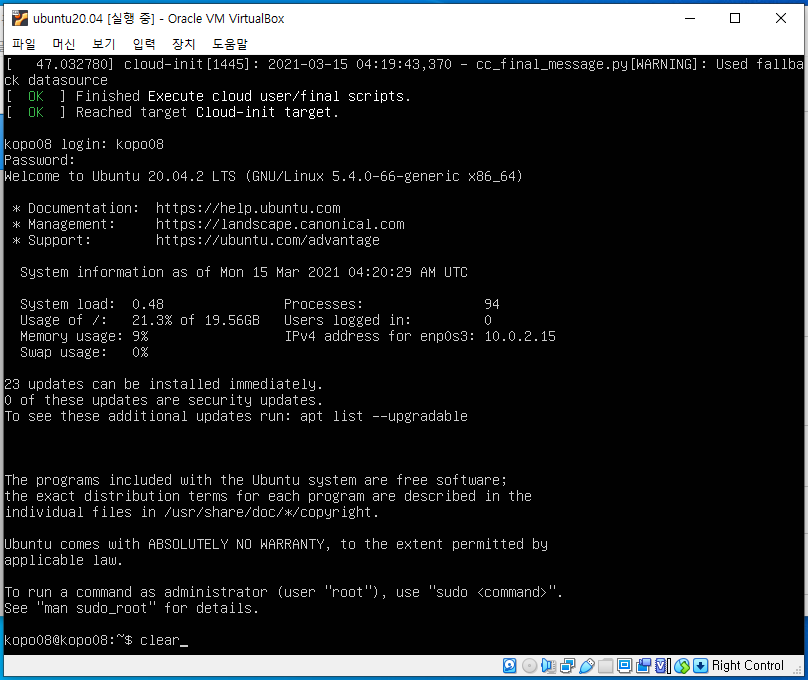 ubuntu20.04 [실행 중] - Oracle VM VirtualBox
파일 머신 보기 입력 장치 도움말
[   47.032780] cloud-init[1445]: 2021-03-15 04:19:43,370 - cc_final_message.py[WARNING]: Used fallba
ck datasource
[  OK  ] Finished Execute cloud user/final scripts.
[  OK  ] Reached target Cloud-init target.
kopo08 login: kopo08
Password:
Welcome to Ubuntu 20.04.2 LTS (GNU/Linux 5.4.0-66-generic x86_64)
* Documentation:  https://help.ubuntu.com
* Management:     https://landscape.canonical.com
* Support:        https://ubuntu.com/advantage
System information as of Mon 15 Mar 2021 04:20:29 AM UTC
System load:  0.48               Processes:               94
Usage of /:   21.3% of 19.56GB   Users logged in:         0
Memory usage: 9%                 IPv4 address for enp0s3: 10.0.2.15
Swap usage:   0%
23 updates can be installed immediately.
0 of these updates are security updates.
To see these additional updates run: apt list --upgradable
The programs included with the Ubuntu system are free software;
the exact distribution terms for each program are described in the
individual files in /usr/share/doc/*/copyright.
Ubuntu comes with ABSOLUTELY NO WARRANTY, to the extent permitted by
applicable law.
To run a command as administrator (user "root"), use "sudo <command>".
See "man sudo_root" for details.
kopo08@kopo08:~$ clear_
Right Control